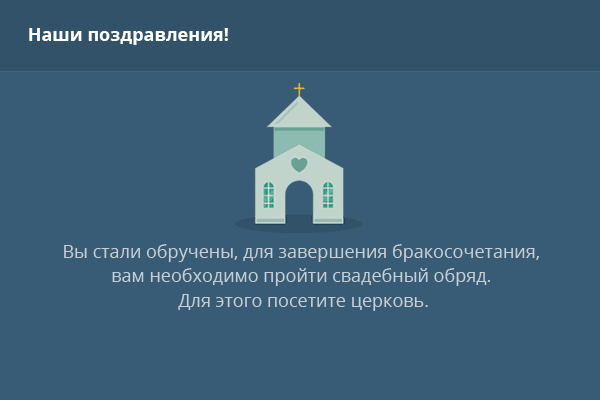 Наши поздравления!
Вы стали обручены, для завершения бракосочетания,
вам необходимо пройти свадебный обряд.
Для этого посетите церковь.